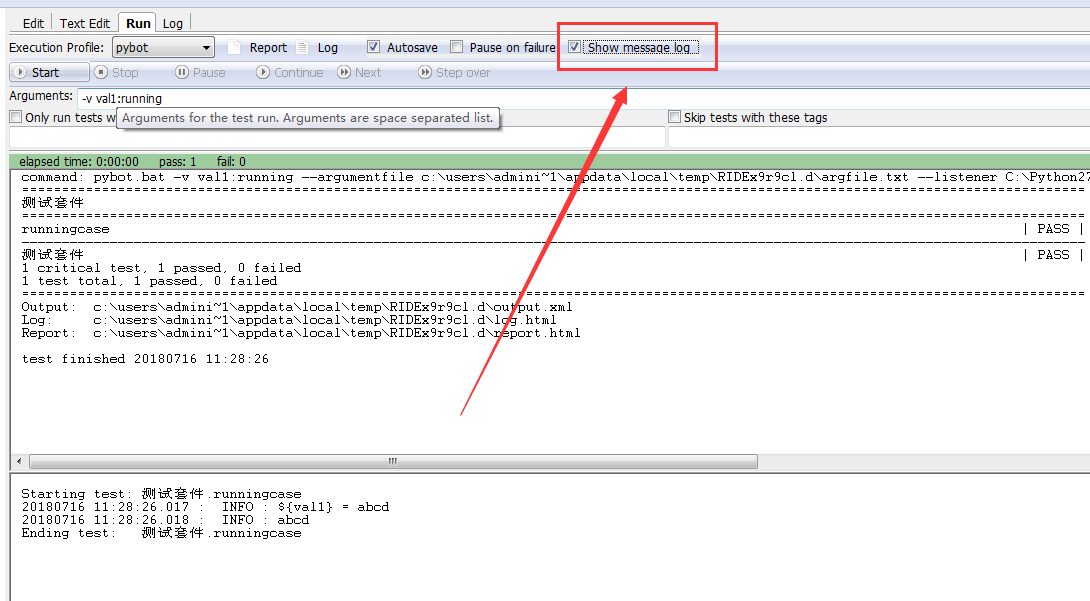 Edit Text Edit Run Log
Execution Profile: pybot Report Log Autosave Pause on failure Show message log
Start Stop Pause Continue Next Step over
Arguments: -v val1:running
Only run tests w Arguments for the test run. Arguments are space separated list. Skip tests with these tags
elapsed time: 0:00:00 pass: 1 fail: 0
command: pybot.bat -v val1:running --argumentfile c:\users\admini~1\appdata\local\temp\RIDEx9r9cl.d\argfile.txt --listener C:\Python27
==============================================================================
测试套件
==============================================================================
runningcase | PASS |
------------------------------------------------------------------------------
测试套件 | PASS |
1 critical test, 1 passed, 0 failed
1 test total, 1 passed, 0 failed
==============================================================================
Output: c:\users\admini~1\appdata\local\temp\RIDEx9r9cl.d\output.xml
Log: c:\users\admini~1\appdata\local\temp\RIDEx9r9cl.d\log.html
Report: c:\users\admini~1\appdata\local\temp\RIDEx9r9cl.d\report.html
test finished 20180716 11:28:26
Starting test: 测试套件.runningcase
20180716 11:28:26.017 : INFO : ${val1} = abcd
20180716 11:28:26.018 : INFO : abcd
Ending test: 测试套件.runningcase